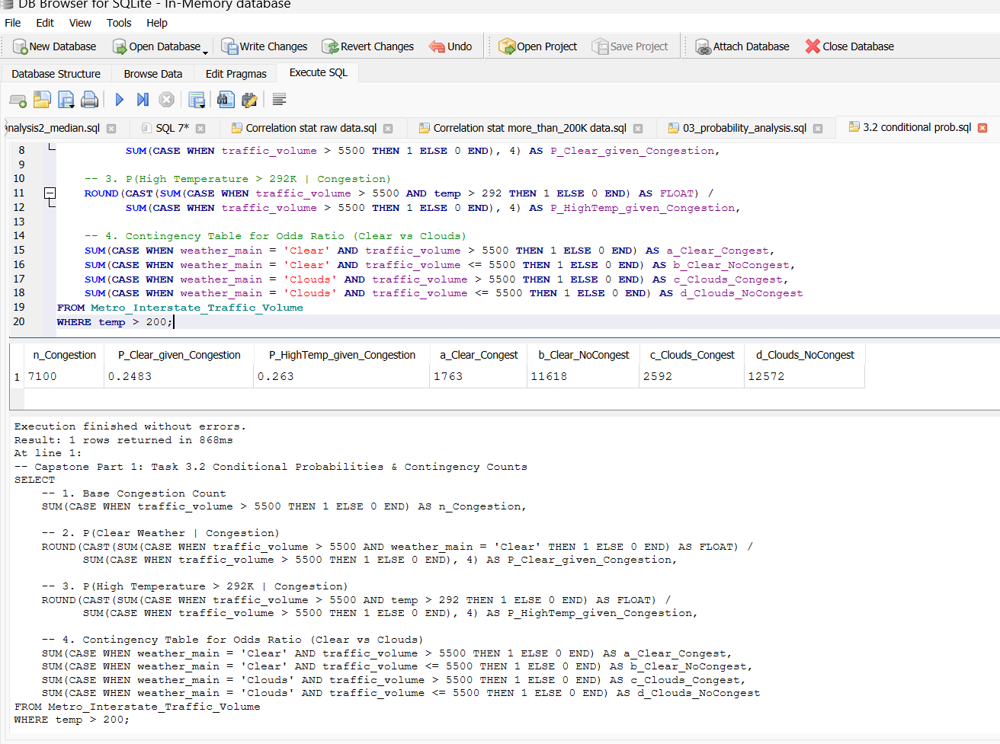 DB Browser for SQLite - In-Memory database
File Edit View Tools Help
New Database Open Database Write Changes Revert Changes Undo Open Project Save Project Attach Database Close Database
Database Structure Browse Data Edit Pragmas Execute SQL
nalysis2_median.sql SQL 7* Correlation stat raw data.sql Correlation stat more_than_200K data.sql 03_probability_analysis.sql 3.2 conditional prob.sql
8 SUM(CASE WHEN traffic_volume > 5500 THEN 1 ELSE 0 END), 4) AS P_Clear_given_Congestion,
9
10 -- 3. P(High Temperature > 292K | Congestion)
11 ROUND(CAST(SUM(CASE WHEN traffic_volume > 5500 AND temp > 292 THEN 1 ELSE 0 END) AS FLOAT) /
12 SUM(CASE WHEN traffic_volume > 5500 THEN 1 ELSE 0 END), 4) AS P_HighTemp_given_Congestion,
13
14 -- 4. Contingency Table for Odds Ratio (Clear vs Clouds)
15 SUM(CASE WHEN weather_main = 'Clear' AND traffic_volume > 5500 THEN 1 ELSE 0 END) AS a_Clear_Congest,
16 SUM(CASE WHEN weather_main = 'Clear' AND traffic_volume <= 5500 THEN 1 ELSE 0 END) AS b_Clear_NoCongest,
17 SUM(CASE WHEN weather_main = 'Clouds' AND traffic_volume > 5500 THEN 1 ELSE 0 END) AS c_Clouds_Congest,
18 SUM(CASE WHEN weather_main = 'Clouds' AND traffic_volume <= 5500 THEN 1 ELSE 0 END) AS d_Clouds_NoCongest
19 FROM Metro_Interstate_Traffic_Volume
20 WHERE temp > 200;
n_Congestion P_Clear_given_Congestion P_HighTemp_given_Congestion a_Clear_Congest b_Clear_NoCongest c_Clouds_Congest d_Clouds_NoCongest
1 7100 0.2483 0.263 1763 11618 2592 12572
Execution finished without errors.
Result: 1 rows returned in 868ms
At line 1:
-- Capstone Part 1: Task 3.2 Conditional Probabilities & Contingency Counts
SELECT
-- 1. Base Congestion Count
SUM(CASE WHEN traffic_volume > 5500 THEN 1 ELSE 0 END) AS n_Congestion,
-- 2. P(Clear Weather | Congestion)
ROUND(CAST(SUM(CASE WHEN traffic_volume > 5500 AND weather_main = 'Clear' THEN 1 ELSE 0 END) AS FLOAT) /
SUM(CASE WHEN traffic_volume > 5500 THEN 1 ELSE 0 END), 4) AS P_Clear_given_Congestion,
-- 3. P(High Temperature > 292K | Congestion)
ROUND(CAST(SUM(CASE WHEN traffic_volume > 5500 AND temp > 292 THEN 1 ELSE 0 END) AS FLOAT) /
SUM(CASE WHEN traffic_volume > 5500 THEN 1 ELSE 0 END), 4) AS P_HighTemp_given_Congestion,
-- 4. Contingency Table for Odds Ratio (Clear vs Clouds)
SUM(CASE WHEN weather_main = 'Clear' AND traffic_volume > 5500 THEN 1 ELSE 0 END) AS a_Clear_Congest,
SUM(CASE WHEN weather_main = 'Clear' AND traffic_volume <= 5500 THEN 1 ELSE 0 END) AS b_Clear_NoCongest,
SUM(CASE WHEN weather_main = 'Clouds' AND traffic_volume > 5500 THEN 1 ELSE 0 END) AS c_Clouds_Congest,
SUM(CASE WHEN weather_main = 'Clouds' AND traffic_volume <= 5500 THEN 1 ELSE 0 END) AS d_Clouds_NoCongest
FROM Metro_Interstate_Traffic_Volume
WHERE temp > 200;